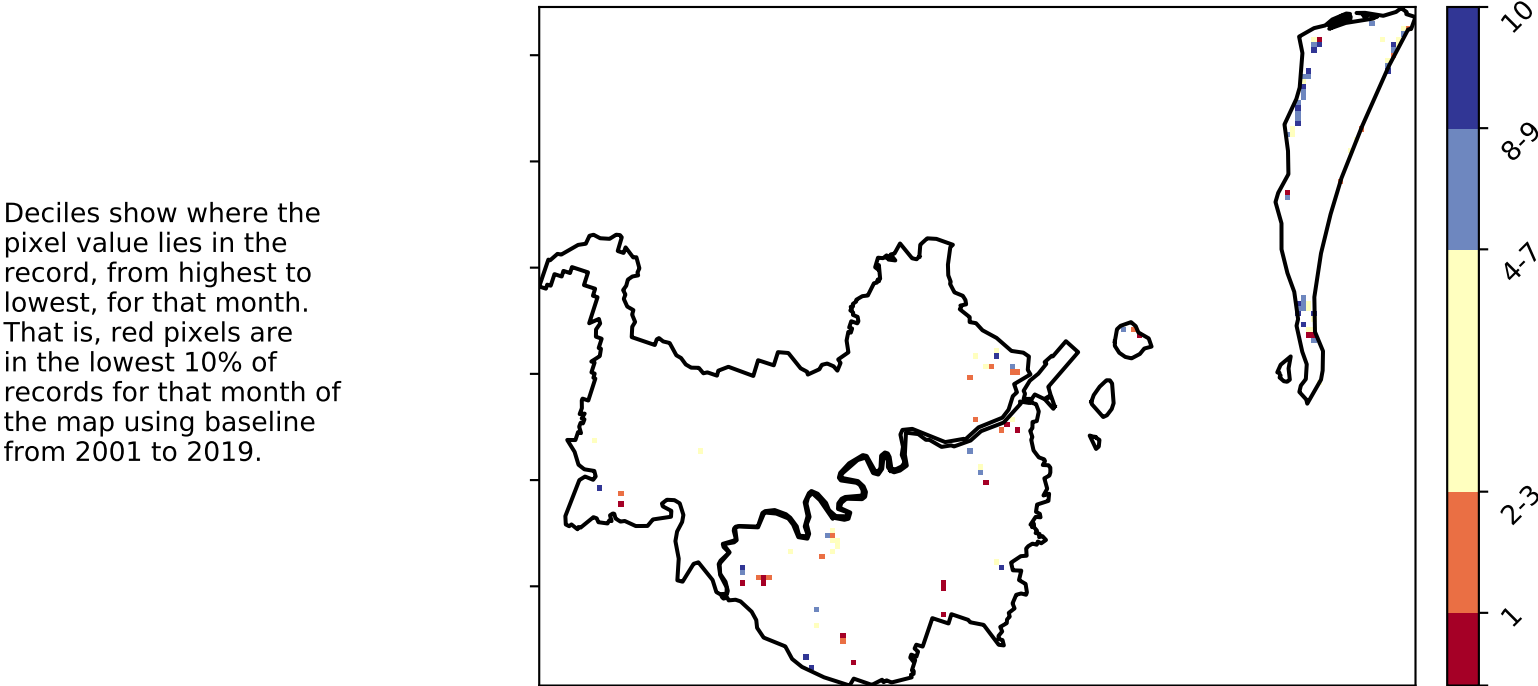 Deciles show where the
pixel value lies in the
record, from highest to
lowest, for that month.
That is, red pixels are
in the lowest 10% of
records for that month of
the map using baseline
from 2001 to 2019.
10
8-9
4-7
2-3
1